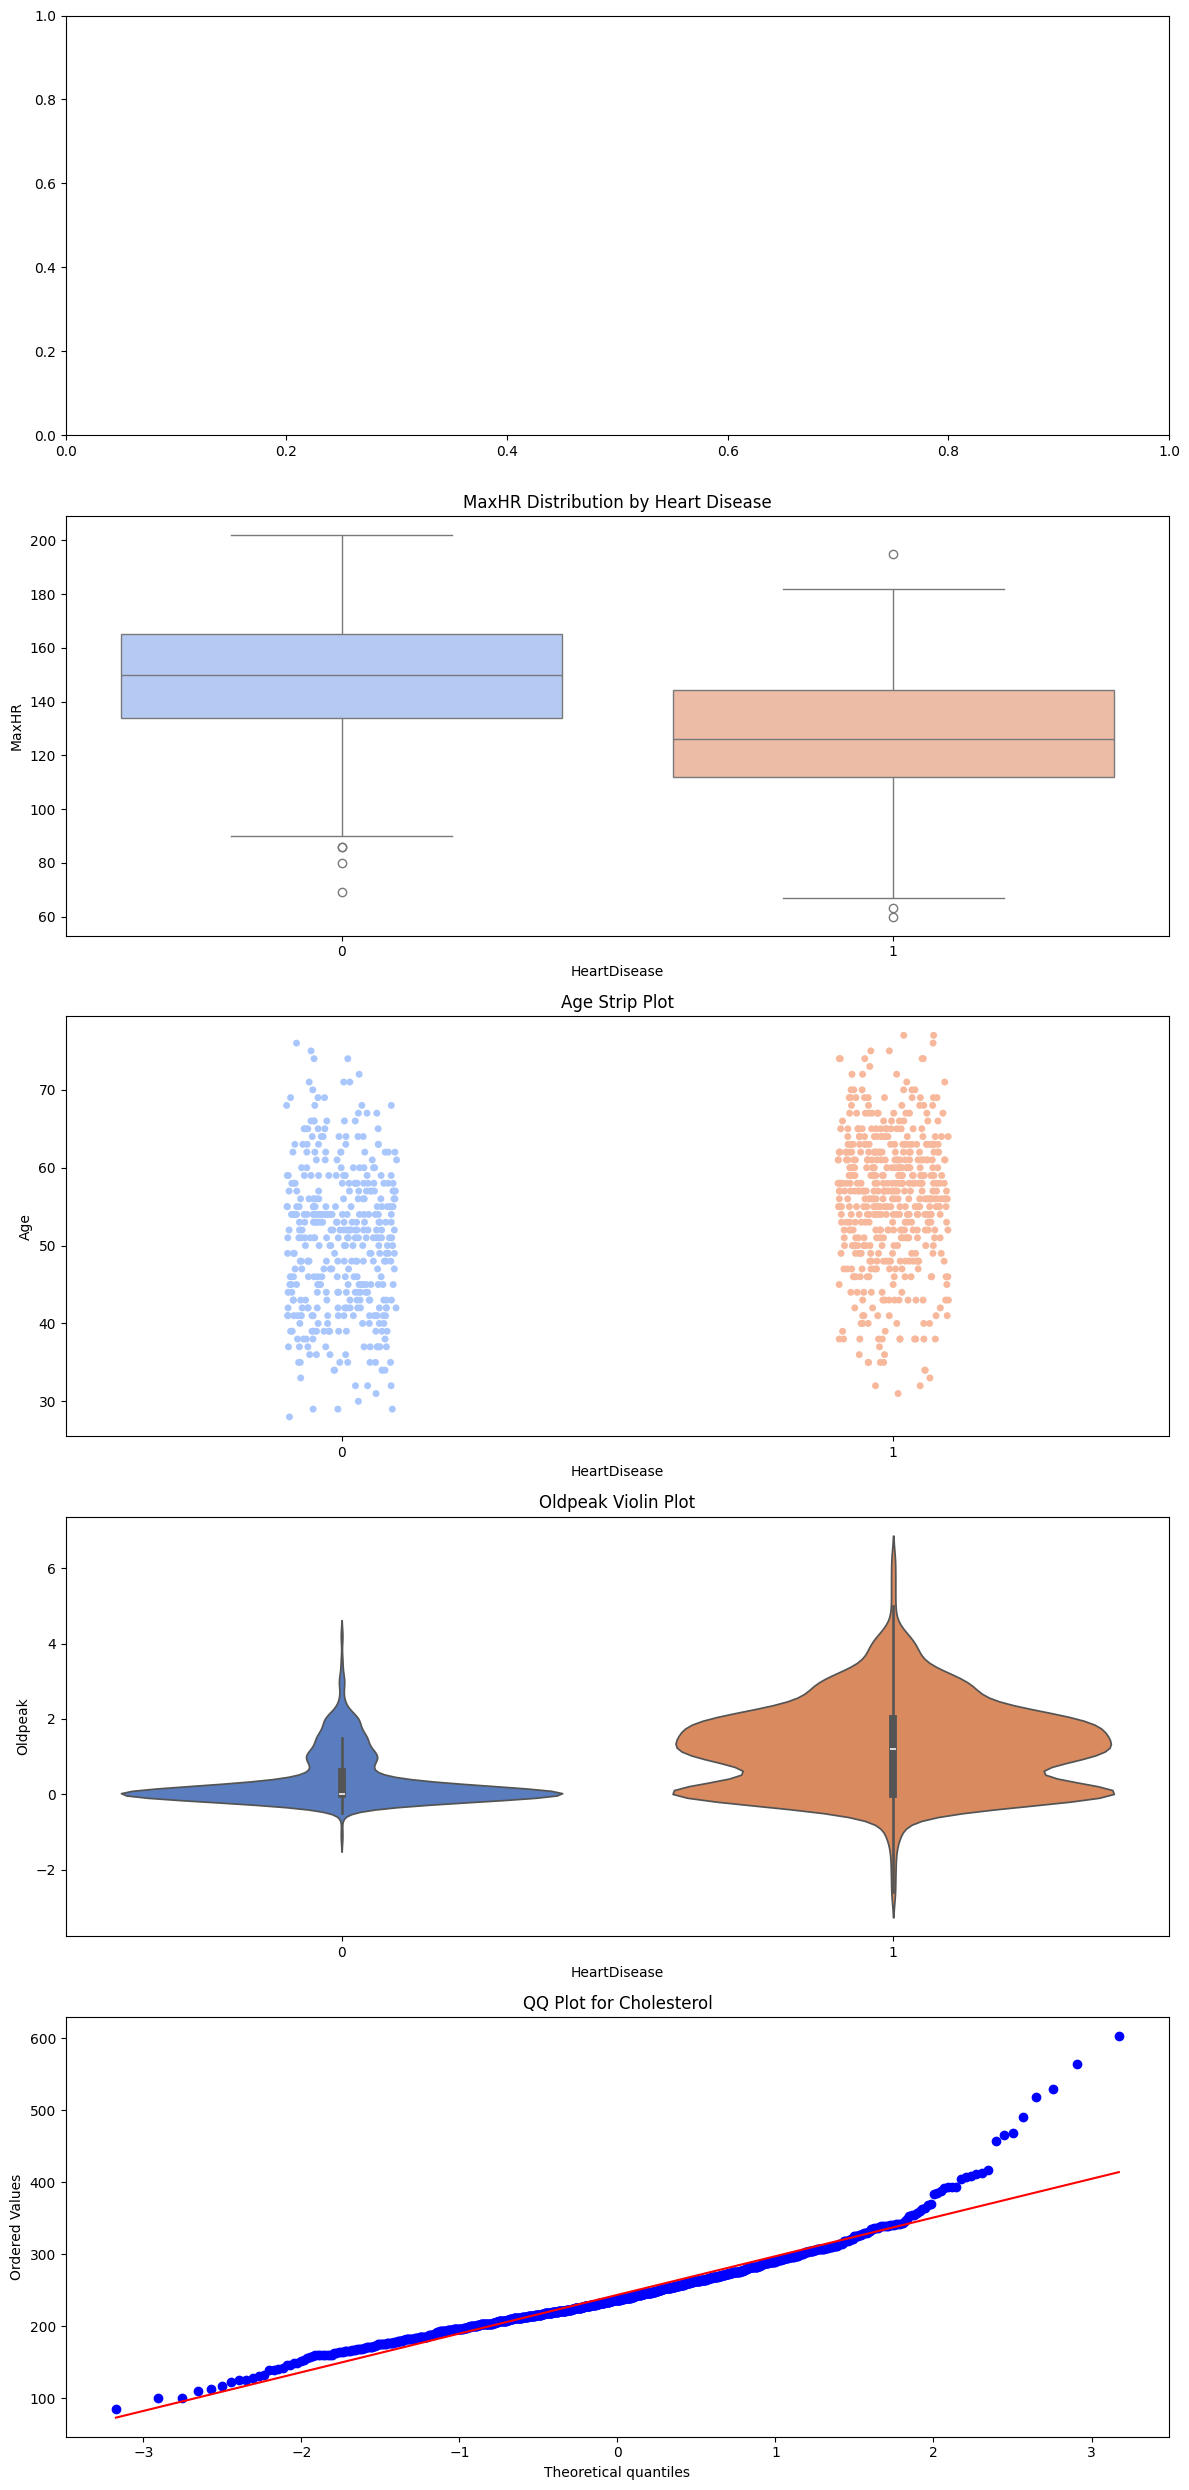 1.0
0.8
0.6
0.4
0.2
0.0
0.0 0.2 0.4 0.6 0.8 1.0
MaxHR Distribution by Heart Disease
MaxHR
200
180
160
140
120
100
80
60
0 1
HeartDisease
Age Strip Plot
Age
70
60
50
40
30
0 1
HeartDisease
Oldpeak Violin Plot
Oldpeak
6
4
2
0
−2
0 1
HeartDisease
QQ Plot for Cholesterol
Ordered Values
600
500
400
300
200
100
−3 −2 −1 0 1 2 3
Theoretical quantiles